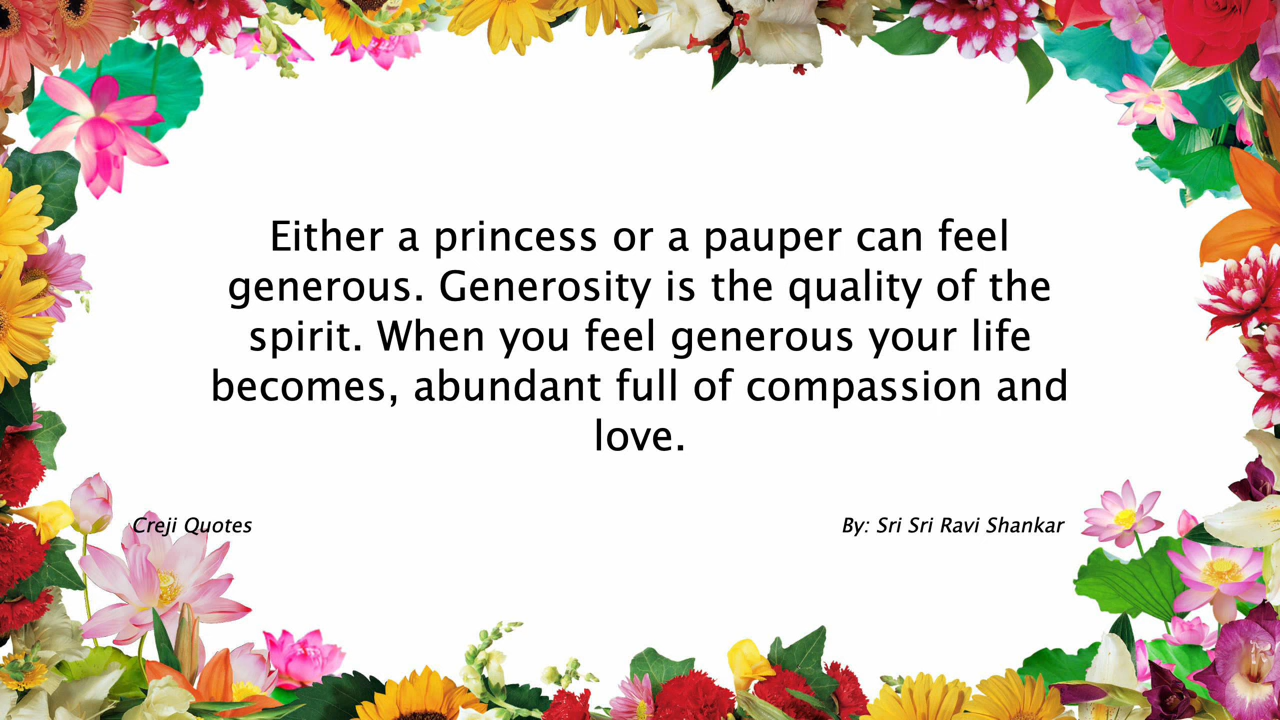 Either a princess or a pauper can feel
generous. Generosity is the quality of the
spirit. When you feel generous your life
becomes, abundant full of compassion and
love.
Creji Quotes
By: Sri Sri Ravi Shankar